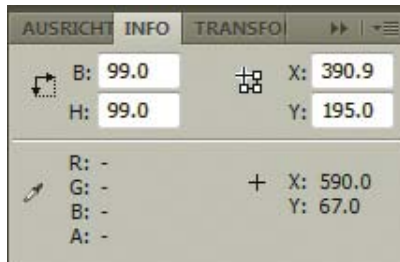 AUSRICHT INFO TRANSFO
B: 99.0 X: 390.9
H: 99.0 Y: 195.0
R: -
G: - X: 590.0
B: - Y: 67.0
A: -